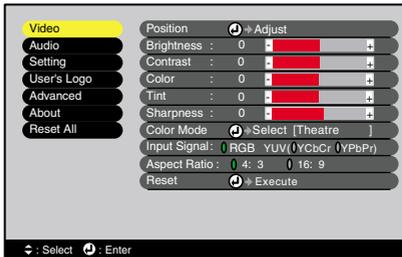 Video
Audio
Setting
User's Logo
Advanced
About
Reset All
Position Adjust
Brightness : 0 - +
Contrast : 0 - +
Color : 0 - +
Tint : 0 - +
Sharpness : 0 - +
Color Mode Select [Theatre ]
Input Signal: RGB YUV( YCbCr YPbPr)
Aspect Ratio : 4: 3 16: 9
Reset Execute
: Select : Enter